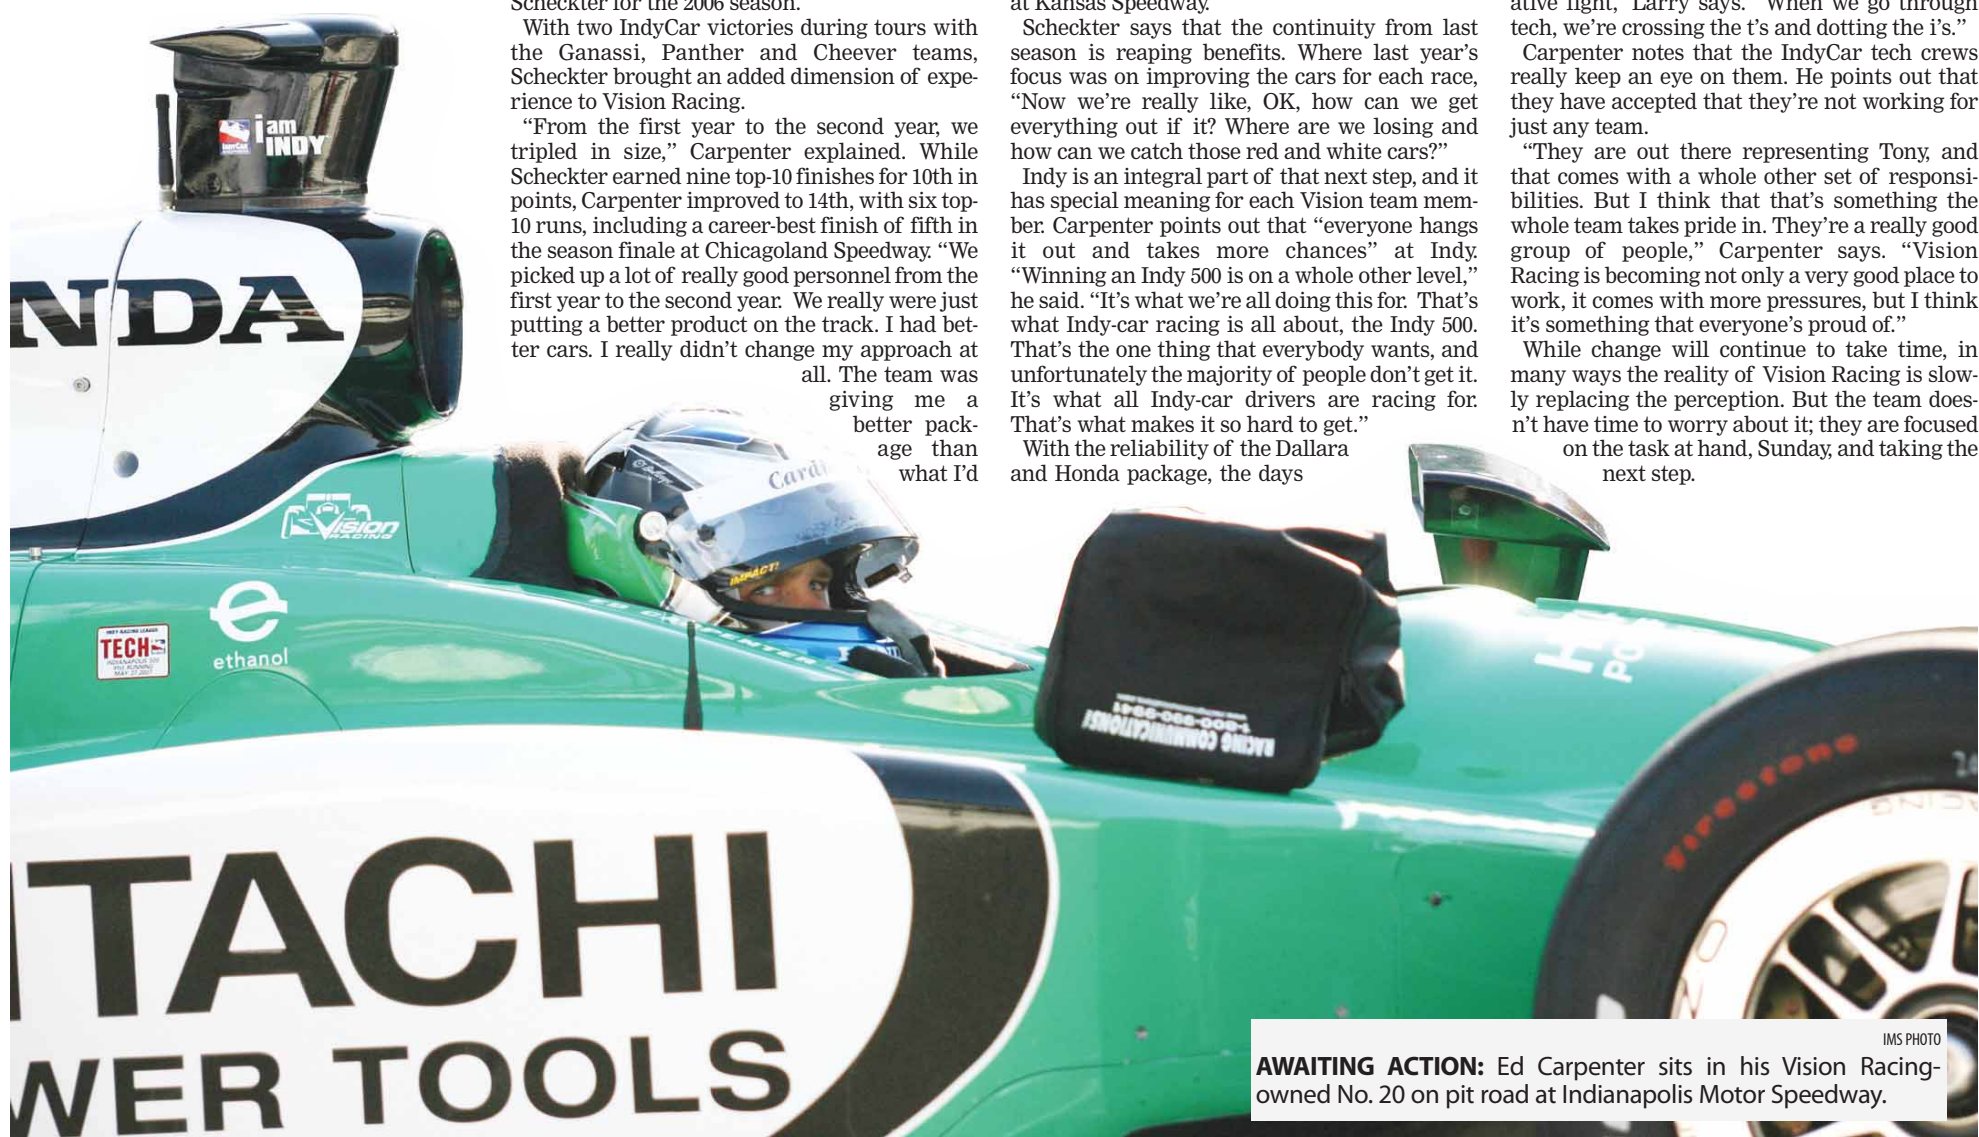 Scheckter for the 2006 season.
With two IndyCar victories during tours with
the Ganassi, Panther and Cheever teams,
Scheckter brought an added dimension of expe-
rience to Vision Racing.
“From the first year to the second year, we
tripled in size,” Carpenter explained. While
Scheckter earned nine top-10 finishes for 10th in
points, Carpenter improved to 14th, with six top-
10 runs, including a career-best finish of fifth in
the season finale at Chicagoland Speedway. “We
picked up a lot of really good personnel from the
first year to the second year. We really were just
putting a better product on the track. I had bet-
ter cars. I really didn’t change my approach at
all. The team was
giving me a
better pack-
age than
what I’d
at Kansas Speedway.
Scheckter says that the continuity from last
season is reaping benefits. Where last year’s
focus was on improving the cars for each race,
“Now we’re really like, OK, how can we get
everything out if it? Where are we losing and
how can we catch those red and white cars?”
Indy is an integral part of that next step, and it
has special meaning for each Vision team mem-
ber. Carpenter points out that “everyone hangs
it out and takes more chances” at Indy.
“Winning an Indy 500 is on a whole other level,”
he said. “It’s what we’re all doing this for. That’s
what Indy-car racing is all about, the Indy 500.
That’s the one thing that everybody wants, and
unfortunately the majority of people don’t get it.
It’s what all Indy-car drivers are racing for.
That’s what makes it so hard to get.”
With the reliability of the Dallara
and Honda package, the days
ative fight,” Larry says. “When we go through
tech, we’re crossing the t’s and dotting the i’s.”
Carpenter notes that the IndyCar tech crews
really keep an eye on them. He points out that
they have accepted that they’re not working for
just any team.
“They are out there representing Tony, and
that comes with a whole other set of responsi-
bilities. But I think that that’s something the
whole team takes pride in. They’re a really good
group of people,” Carpenter says. “Vision
Racing is becoming not only a very good place to
work, it comes with more pressures, but I think
it’s something that everyone’s proud of.”
While change will continue to take time, in
many ways the reality of Vision Racing is slow-
ly replacing the perception. But the team does-
n’t have time to worry about it; they are focused
on the task at hand, Sunday, and taking the
next step.
i am
INDY
IndyCar
NDA
VISION
RACING
e
ethanol
INDY RACING LEAGUE
TECH
INDIANAPOLIS 500
91st RUNNING
MAY 27 2007
Cardi
IMPACT!
ED CARPENTER
RACING COMMUNICATIONS!
1-800-990-9941
H
PO
Firestone
ITACHI
WER TOOLS
IMS PHOTO
AWAITING ACTION: Ed Carpenter sits in his Vision Racing-
owned No. 20 on pit road at Indianapolis Motor Speedway.